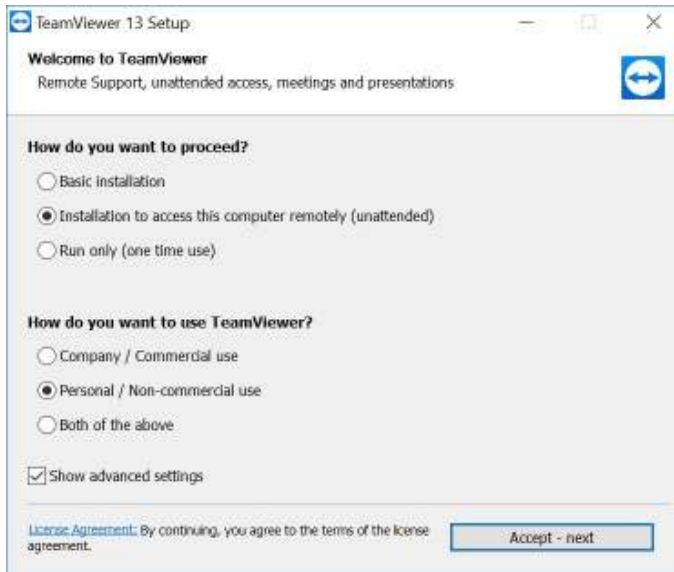 TeamViewer 13 Setup
Welcome to TeamViewer
Remote Support, unattended access, meetings and presentations
How do you want to proceed?
Basic installation
Installation to access this computer remotely (unattended)
Run only (one time use)
How do you want to use TeamViewer?
Company / Commercial use
Personal / Non-commercial use
Both of the above
Show advanced settings
License Agreement: By continuing, you agree to the terms of the license
agreement.
Accept - next